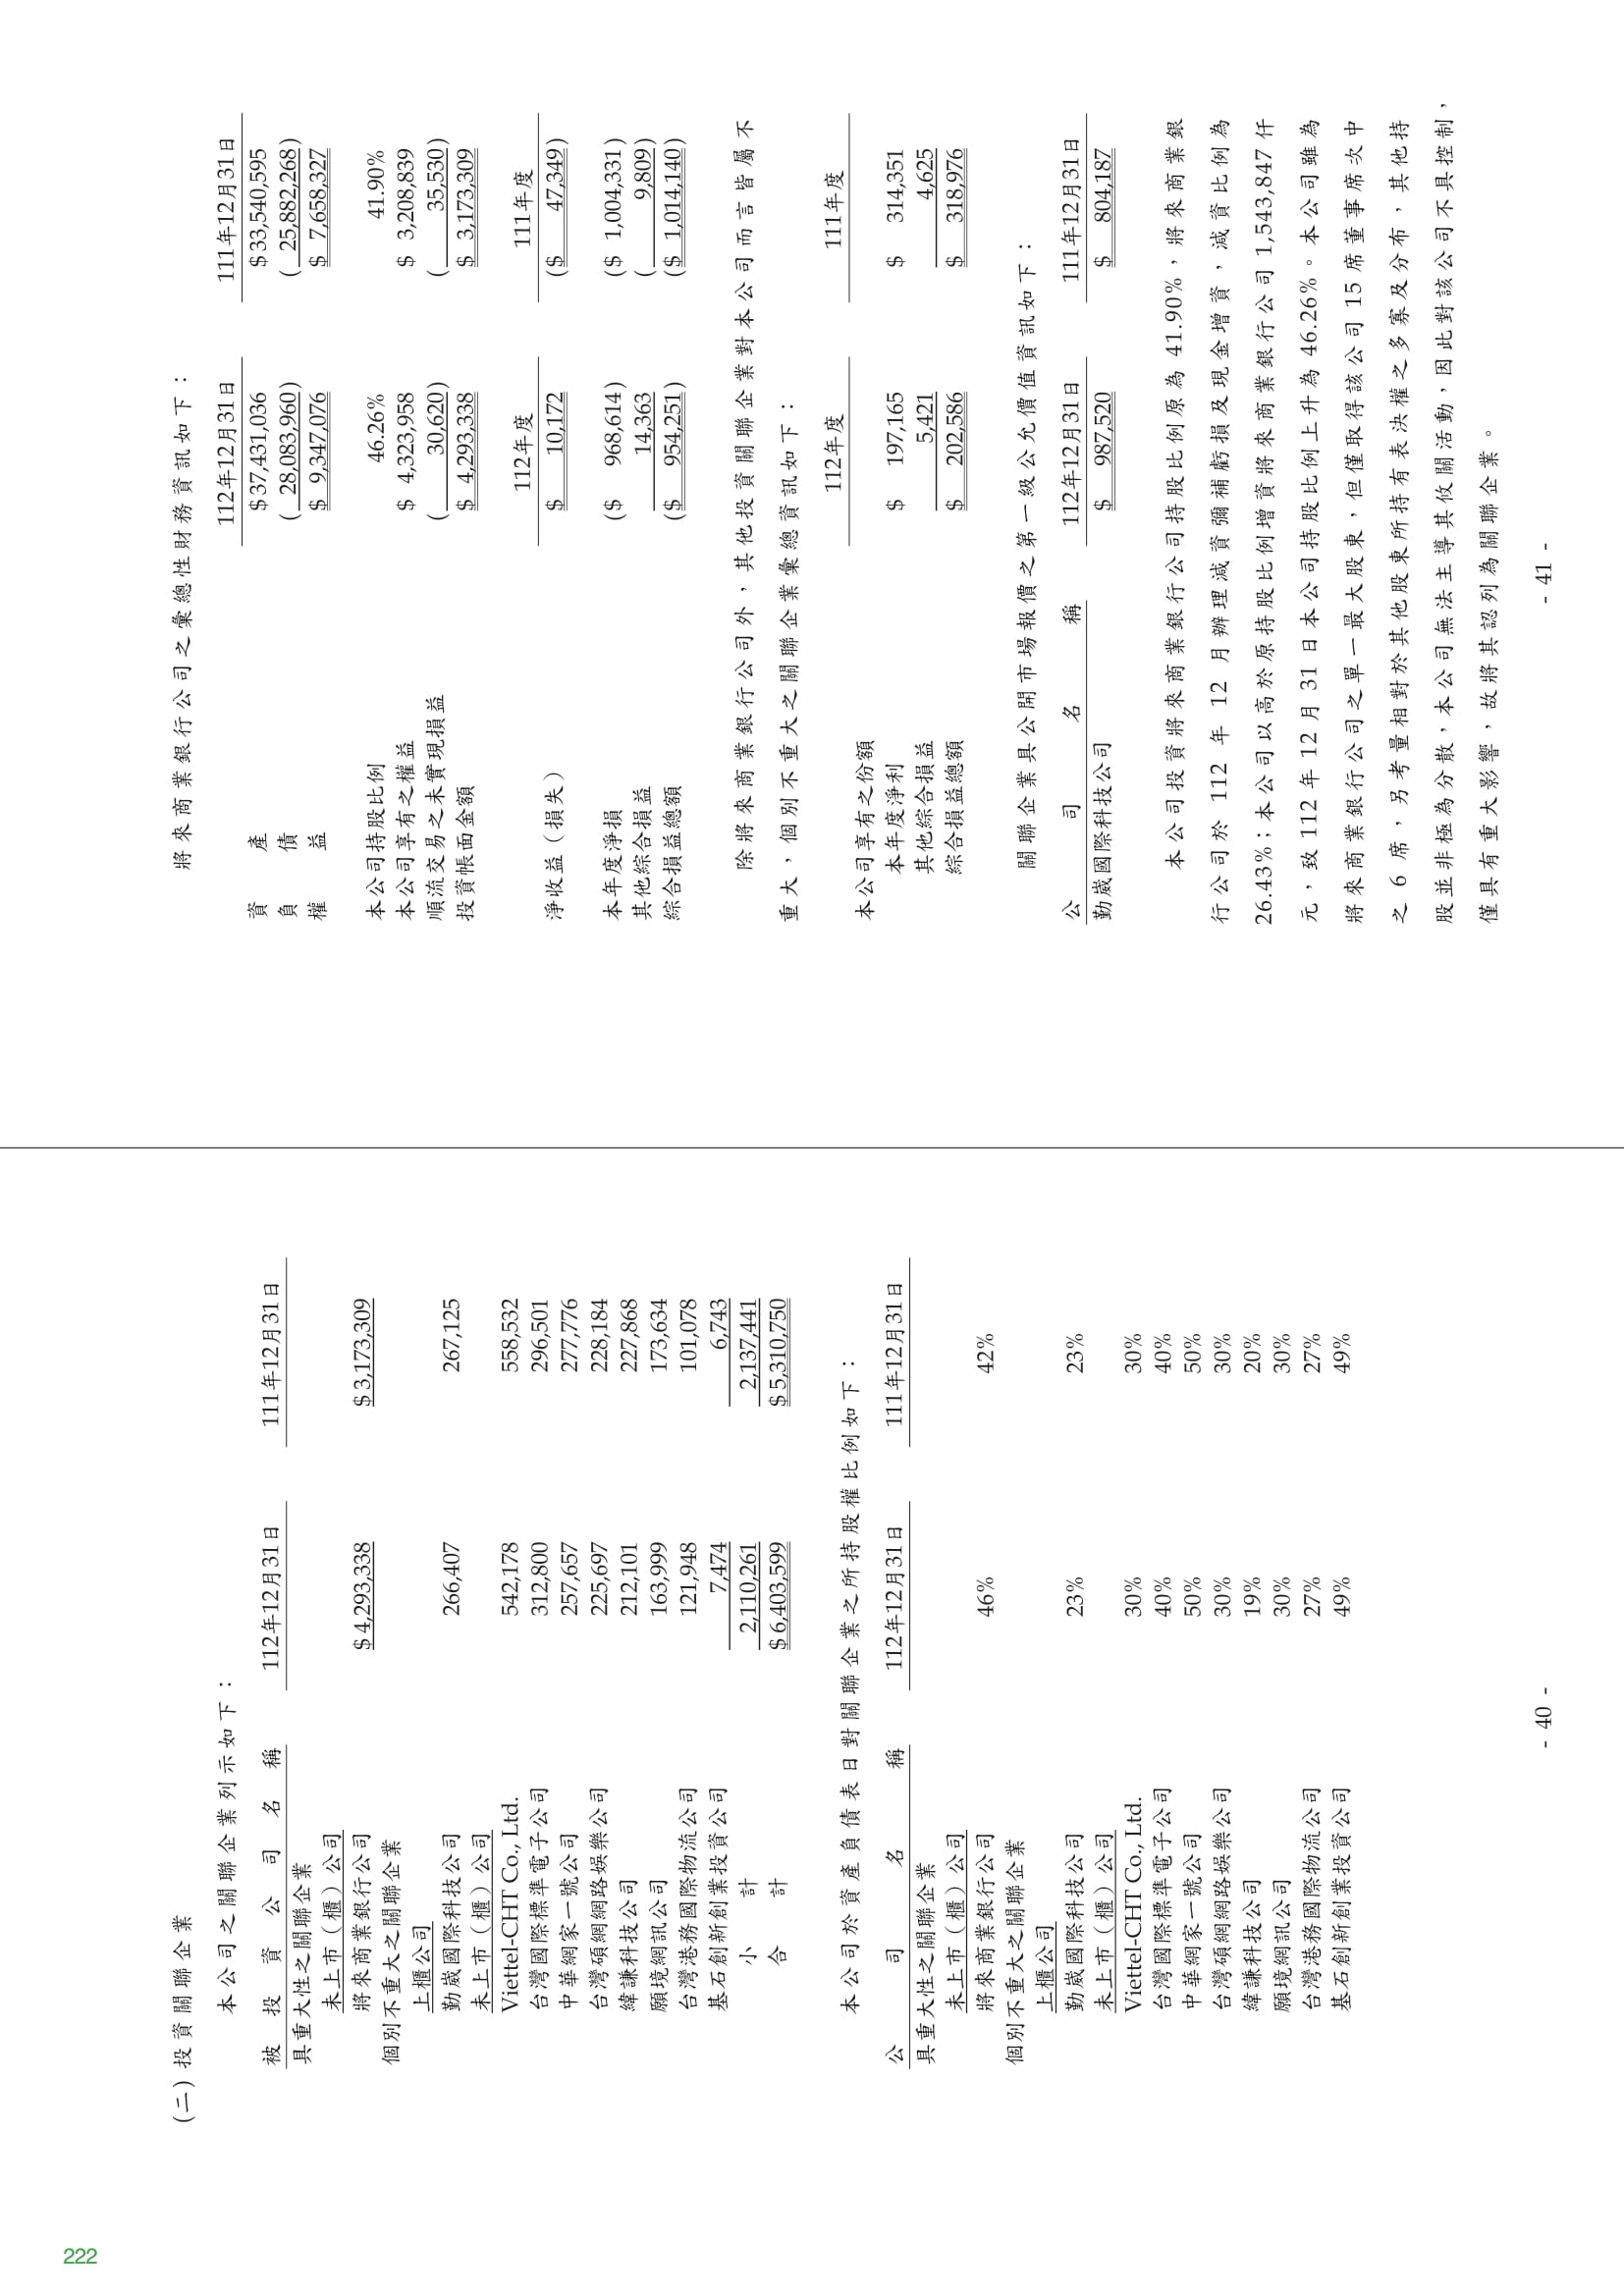 (二) 投資關聯企業
本公司之關聯企業列示如下：
被投資公司名稱 112年12月31日 111年12月31日
具重大性之關聯企業
未上市（櫃）公司
將來商業銀行公司 $ 4,293,338 $ 3,173,309
個別不重大之關聯企業
上櫃公司
勤崴國際科技公司 266,407 267,125
未上市（櫃）公司
Viettel-CHT Co., Ltd. 542,178 558,532
台灣國際標準電子公司 312,800 296,501
中華網家一號公司 257,657 277,776
台灣碩網網路娛樂公司 225,697 228,184
緯謙科技公司 212,101 227,868
願境網訊公司 163,999 173,634
台灣港務國際物流公司 121,948 101,078
基石創新創業投資公司 7,474 6,743
小計 2,110,261 2,137,441
合計 $ 6,403,599 $ 5,310,750
本公司於資產負債表日對關聯企業之所持股權比例如下：
公司名稱 112年12月31日 111年12月31日
具重大性之關聯企業
未上市（櫃）公司
將來商業銀行公司 46% 42%
個別不重大之關聯企業
上櫃公司
勤崴國際科技公司 23% 23%
未上市（櫃）公司
Viettel-CHT Co., Ltd. 30% 30%
台灣國際標準電子公司 40% 40%
中華網家一號公司 50% 50%
台灣碩網網路娛樂公司 30% 30%
緯謙科技公司 19% 20%
願境網訊公司 30% 30%
台灣港務國際物流公司 27% 27%
基石創新創業投資公司 49% 49%
- 40 -
將來商業銀行公司之彙總性財務資訊如下：
112年12月31日 111年12月31日
資產 $ 37,431,036 $ 33,540,595
負債 ( 28,083,960) ( 25,882,268)
權益 $ 9,347,076 $ 7,658,327
本公司持股比例 46.26% 41.90%
本公司享有之權益 $ 4,323,958 $ 3,208,839
順流交易之未實現損益 ( 30,620) ( 35,530)
投資帳面金額 $ 4,293,338 $ 3,173,309
112年度 111年度
淨收益（損失） $ 10,172 ($ 47,349)
本年度淨損 ($ 968,614) ($ 1,004,331)
其他綜合損益 14,363 ( 9,809)
綜合損益總額 ($ 954,251) ($ 1,014,140)
除將來商業銀行公司外，其他投資關聯企業對本公司而言皆屬不
重大，個別不重大之關聯企業彙總資訊如下：
112年度 111年度
本公司享有之份額
本年度淨利 $ 197,165 $ 314,351
其他綜合損益 5,421 4,625
綜合損益總額 $ 202,586 $ 318,976
關聯企業具公開市場報價之第一級公允價值資訊如下：
公司名稱 112年12月31日 111年12月31日
勤崴國際科技公司 $ 987,520 $ 804,187
本公司投資將來商業銀行公司持股比例原為 41.90%，將來商業銀
行公司於 112 年 12 月辦理減資彌補虧損及現金增資，減資比例為
26.43%；本公司以高於原持股比例增資將來商業銀行公司 1,543,847 仟
元，致 112 年 12 月 31 日本公司持股比例上升為 46.26%。本公司雖為
將來商業銀行公司之單一最大股東，但僅取得該公司 15 席董事席次中
之 6 席，另考量相對於其他股東所持有表決權之多寡及分布，其他持
股並非極為分散，本公司無法主導其攸關活動，因此對該公司不具控制，
僅具有重大影響，故將其認列為關聯企業。
- 41 -
222